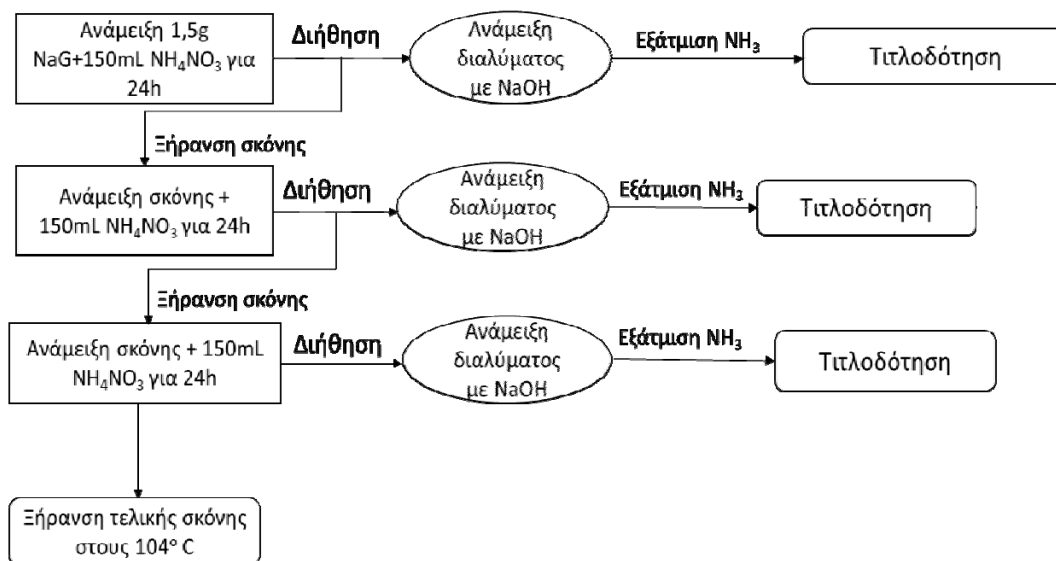 Ανάμειξη 1,5g
NaG+150mL NH₄NO₃ για
24h
Διήθηση
Ανάμειξη
διαλύματος
με NaOH
Εξάτμιση NH₃
Τιτλοδότηση
Ξήρανση σκόνης
Ανάμειξη σκόνης +
150mL NH₄NO₃ για 24h
Διήθηση
Ανάμειξη
διαλύματος
με NaOH
Εξάτμιση NH₃
Τιτλοδότηση
Ξήρανση σκόνης
Ανάμειξη σκόνης + 150mL
NH₄NO₃ για 24h
Διήθηση
Ανάμειξη
διαλύματος
με NaOH
Εξάτμιση NH₃
Τιτλοδότηση
Ξήρανση τελικής σκόνης
στους 104° C